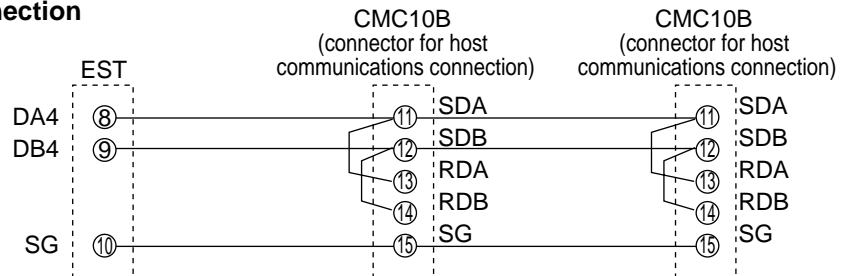 nection
CMC10B
(connector for host
communications connection)
CMC10B
(connector for host
communications connection)
EST
DA4 ⑧
DB4 ⑨
SG ⑩
⑪ SDA
⑫ SDB
⑬ RDA
⑭ RDB
⑮ SG
⑪ SDA
⑫ SDB
⑬ RDA
⑭ RDB
⑮ SG